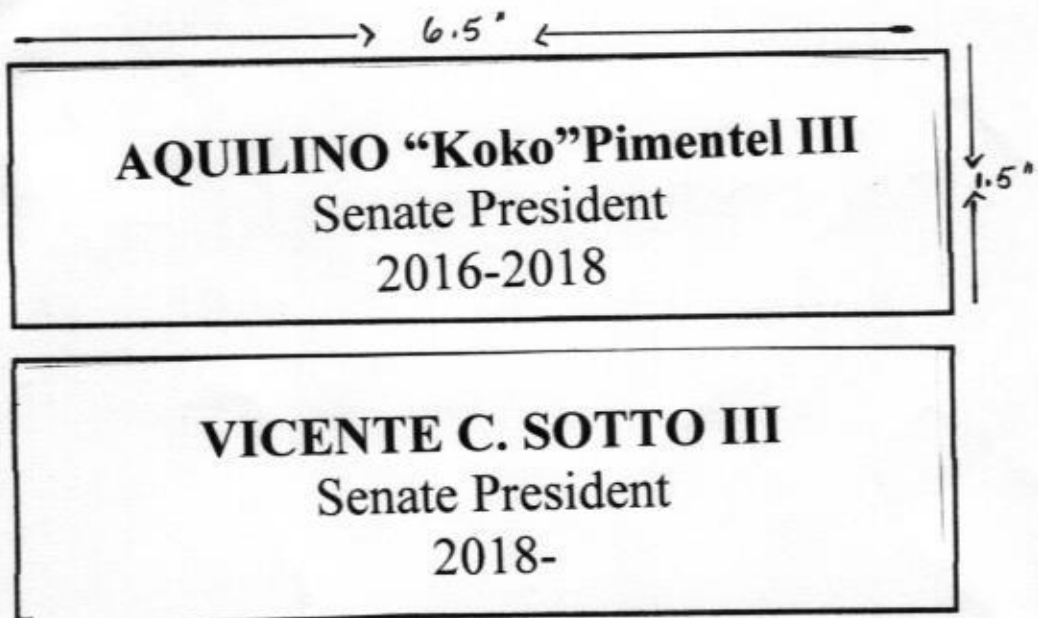 6.5"
AQUILINO “Koko”Pimentel III
Senate President
2016-2018
1.5"
VICENTE C. SOTTO III
Senate President
2018-